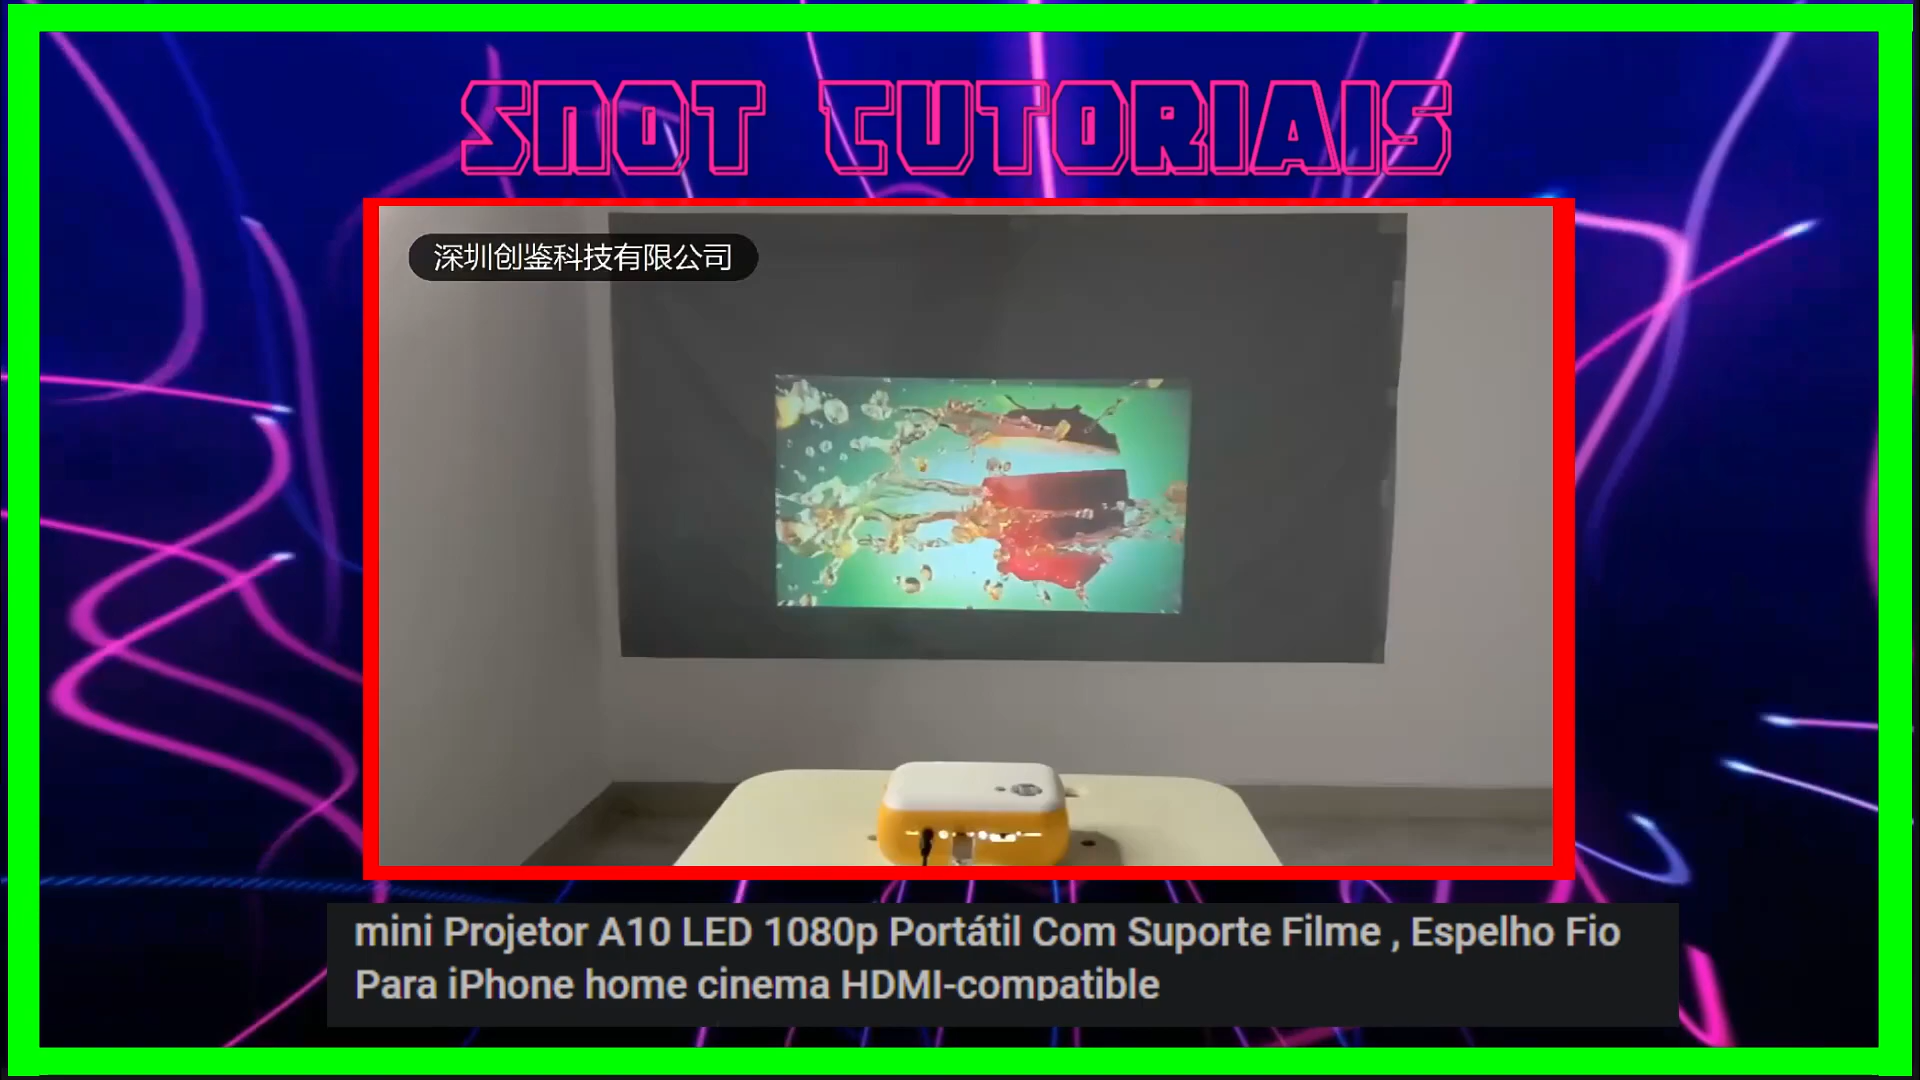 SNOT TUTORIAIS
深圳创鉴科技有限公司
mini Projetor A10 LED 1080p Portátil Com Suporte Filme , Espelho Fio
Para iPhone home cinema HDMI-compatible